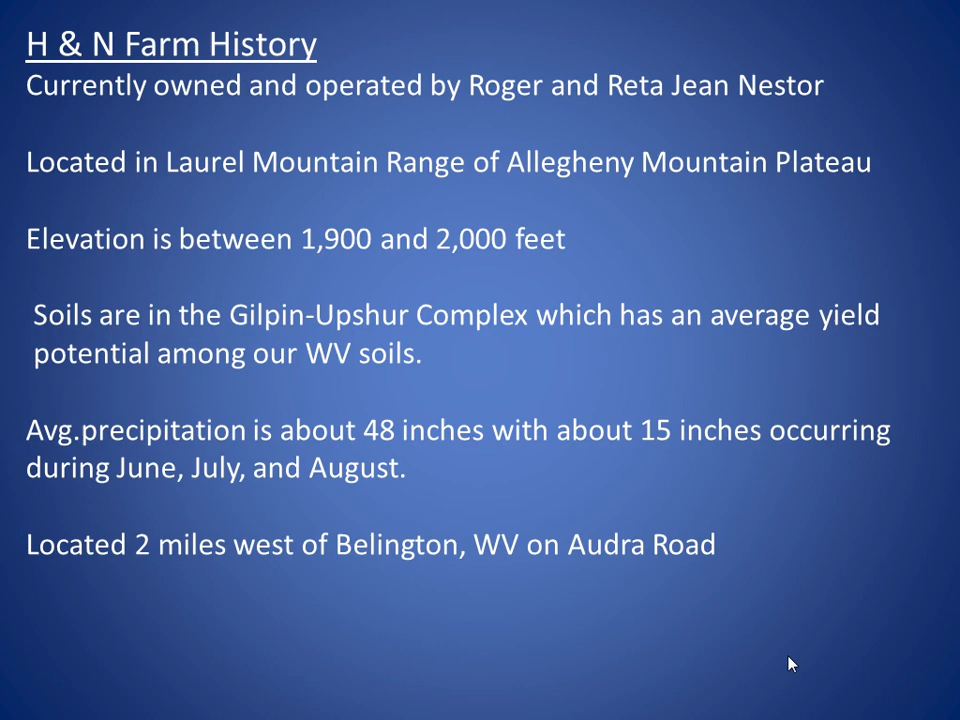 H & N Farm History
Currently owned and operated by Roger and Reta Jean Nestor
Located in Laurel Mountain Range of Allegheny Mountain Plateau
Elevation is between 1,900 and 2,000 feet
Soils are in the Gilpin-Upshur Complex which has an average yield
potential among our WV soils.
Avg.precipitation is about 48 inches with about 15 inches occurring
during June, July, and August.
Located 2 miles west of Belington, WV on Audra Road